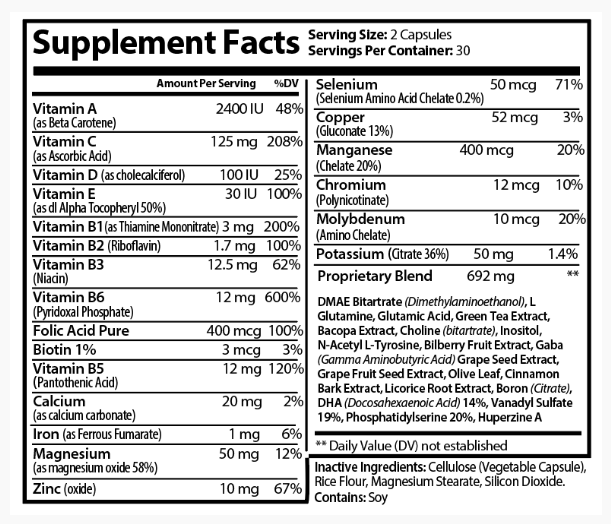 Supplement Facts
Serving Size: 2 Capsules
Servings Per Container: 30
Amount Per Serving %DV
Vitamin A 2400 IU 48%
(as Beta Carotene)
Vitamin C 125 mg 208%
(as Ascorbic Acid)
Vitamin D (as cholecalciferol) 100 IU 25%
Vitamin E 30 IU 100%
(as dl Alpha Tocopheryl 50%)
Vitamin B1 (as Thiamine Mononitrate) 3 mg 200%
Vitamin B2 (Riboflavin) 1.7 mg 100%
Vitamin B3 12.5 mg 62%
(Niacin)
Vitamin B6 12 mg 600%
(Pyridoxal Phosphate)
Folic Acid Pure 400 mcg 100%
Biotin 1% 3 mcg 3%
Vitamin B5 12 mg 120%
(Pantothenic Acid)
Calcium 20 mg 2%
(as calcium carbonate)
Iron (as Ferrous Fumarate) 1 mg 6%
Magnesium 50 mg 12%
(as magnesium oxide 58%)
Zinc (oxide) 10 mg 67%
Selenium 50 mcg 71%
(Selenium Amino Acid Chelate 0.2%)
Copper 52 mcg 3%
(Gluconate 13%)
Manganese 400 mcg 20%
(Chelate 20%)
Chromium 12 mcg 10%
(Polynicotinate)
Molybdenum 10 mcg 20%
(Amino Chelate)
Potassium (Citrate 36%) 50 mg 1.4%
Proprietary Blend 692 mg **
DMAE Bitartrate (Dimethylaminoethanol), L
Glutamine, Glutamic Acid, Green Tea Extract,
Bacopa Extract, Choline (bitartrate), Inositol,
N-Acetyl L-Tyrosine, Bilberry Fruit Extract, Gaba
(Gamma Aminobutyric Acid) Grape Seed Extract,
Grape Fruit Seed Extract, Olive Leaf, Cinnamon
Bark Extract, Licorice Root Extract, Boron (Citrate),
DHA (Docosahexaenoic Acid) 14%, Vanadyl Sulfate
19%, Phosphatidylserine 20%, Huperzine A
** Daily Value (DV) not established
Inactive Ingredients: Cellulose (Vegetable Capsule),
Rice Flour, Magnesium Stearate, Silicon Dioxide.
Contains: Soy